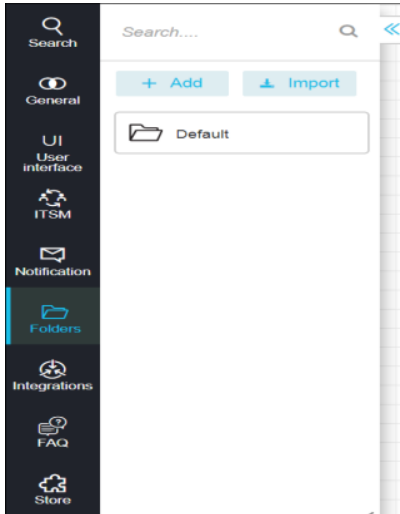 Search
General
UI
User
interface
ITSM
Notification
Folders
Integrations
FAQ
Store
Search....
+ Add
Import
Default